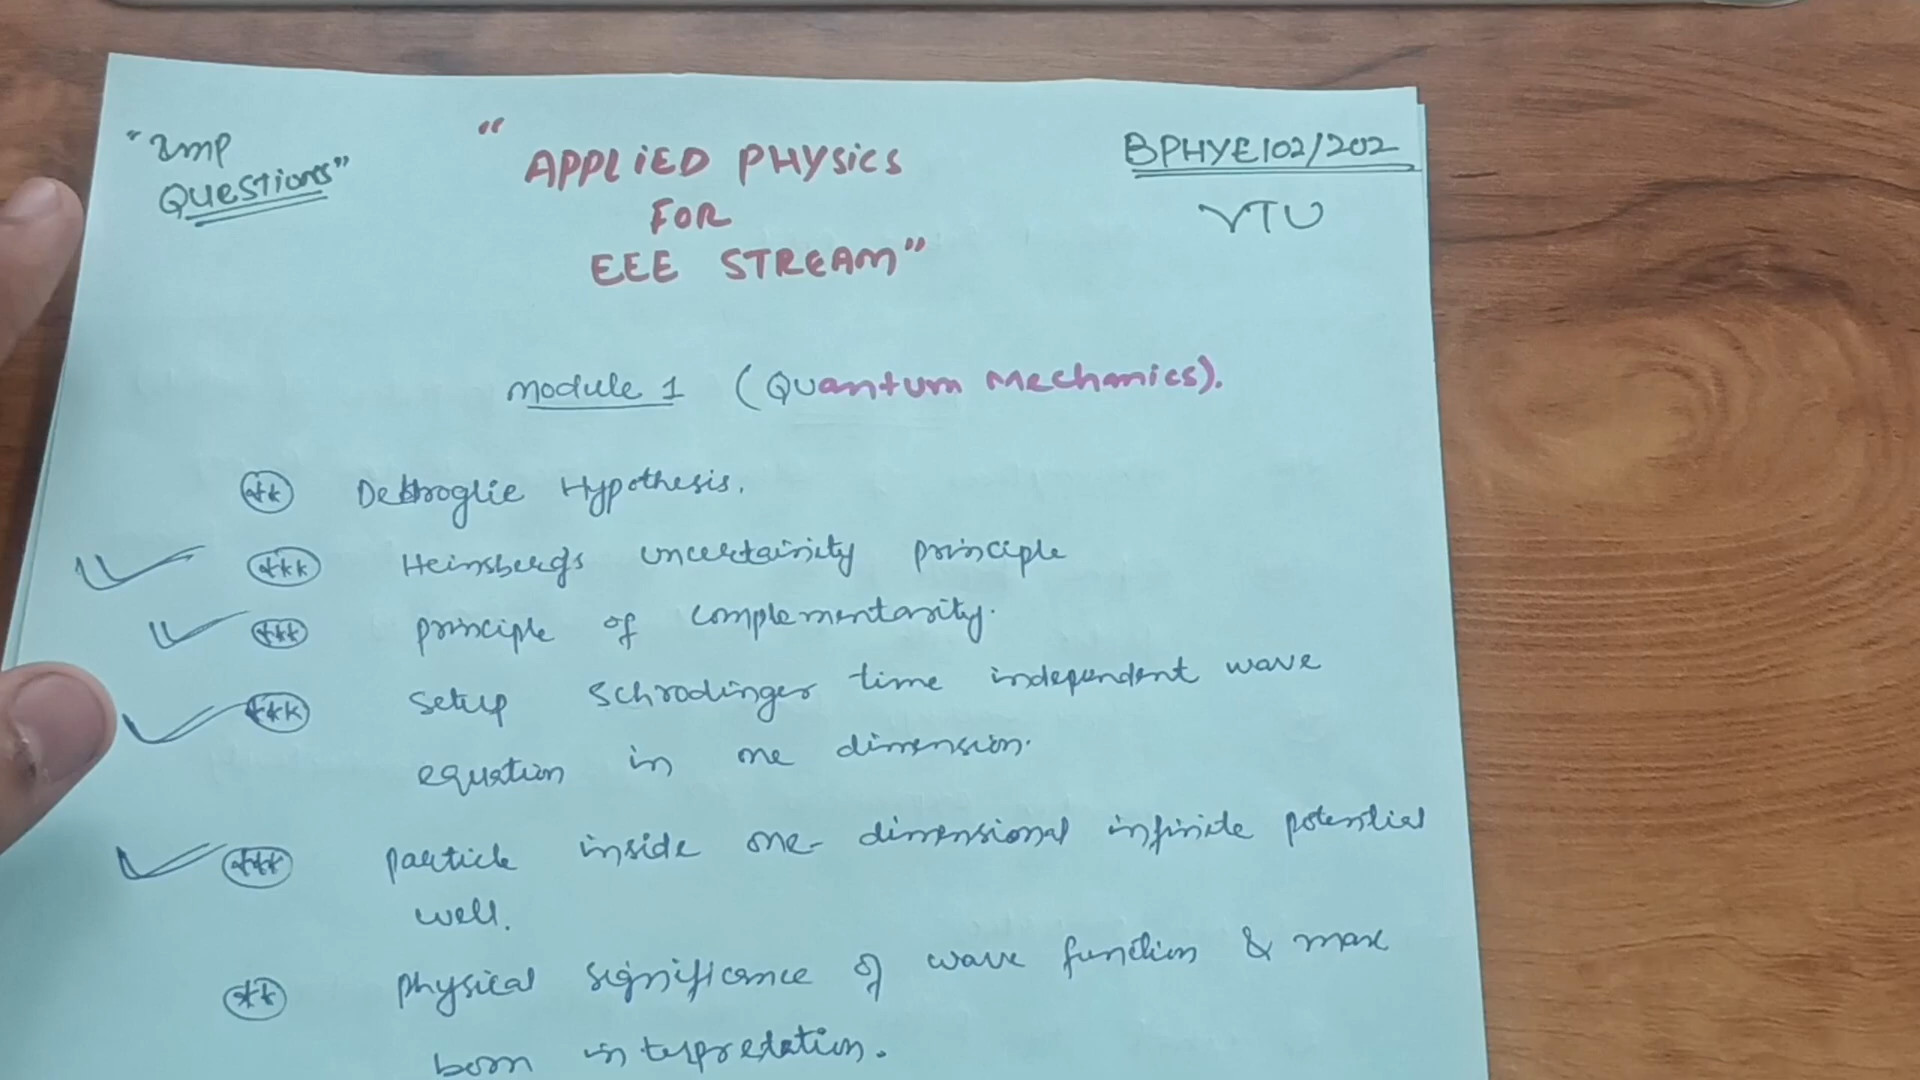 "Imp Questions"
"APPLiED PHYsics
FOR
EEE STREAM"
BPHYE102/202
VTU
Module 1 (Quantum Mechanics).
** Debroglie Hypothesis.
*** Heinsberg's uncertainity principle
*** principle of complementarity.
*** setup schrodinger time independent wave
equation in one dimension.
*** particle inside one-dimensional infinite potential
well.
** physical significance of wave function & max
born interpretation.